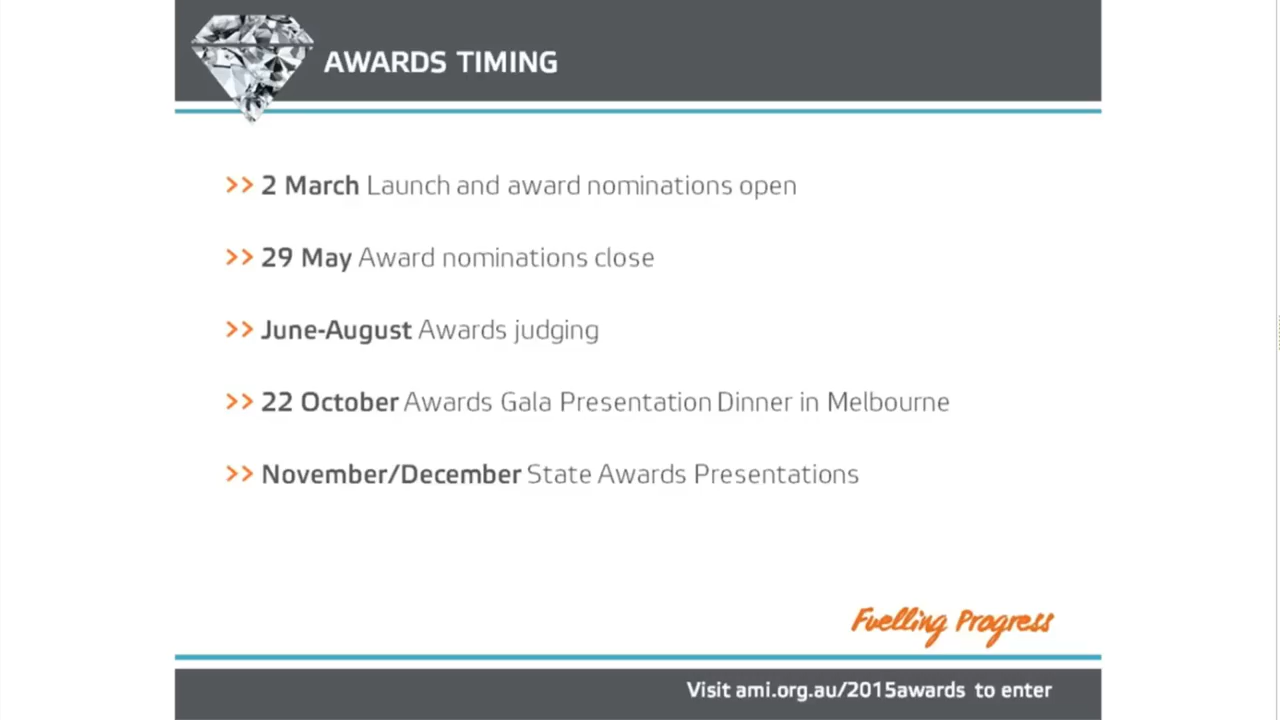 AWARDS TIMING
>> 2 March Launch and award nominations open
>> 29 May Award nominations close
>> June-August Awards judging
>> 22 October Awards Gala Presentation Dinner in Melbourne
>> November/December State Awards Presentations
Fuelling Progress
Visit ami.org.au/2015awards to enter